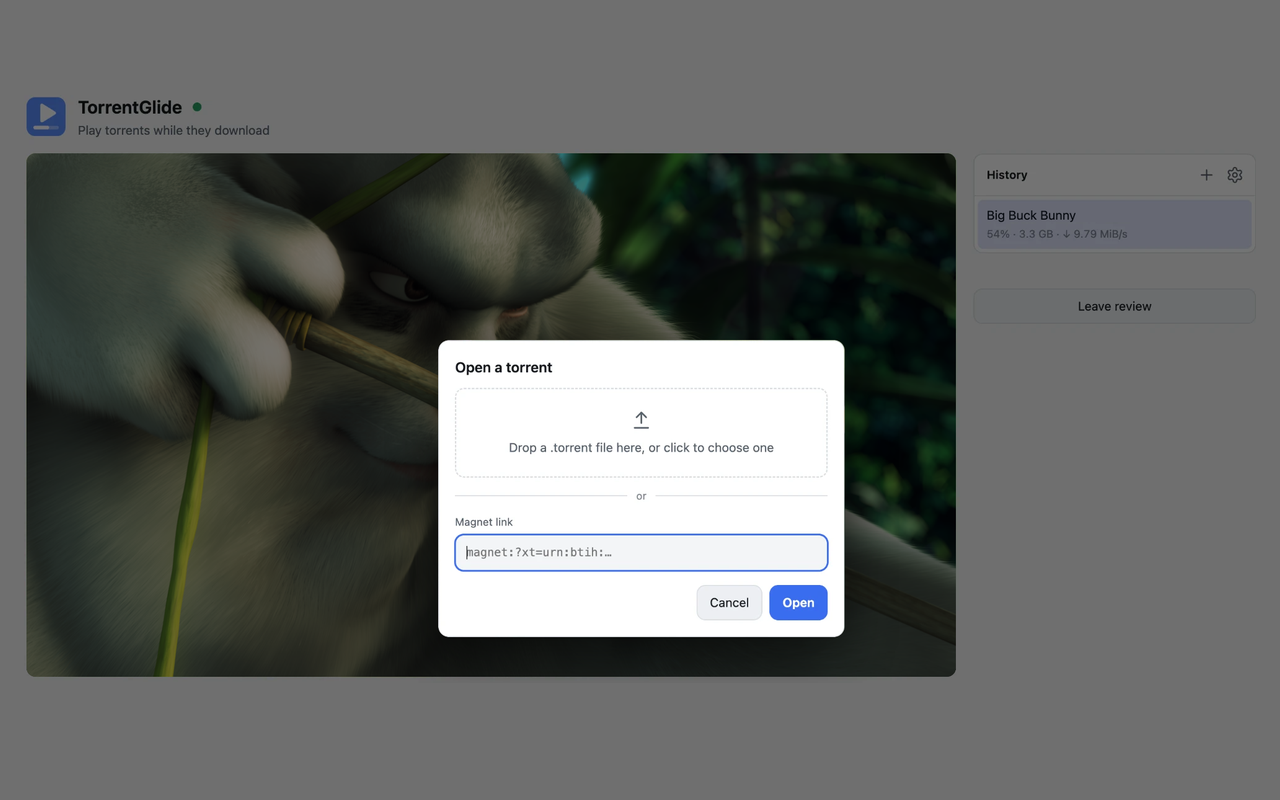 TorrentGlide
Play torrents while they download
History
Big Buck Bunny
54% · 3.3 GB · ↓ 9.79 MiB/s
Leave review
Open a torrent
Drop a .torrent file here, or click to choose one
or
Magnet link
magnet:?xt=urn:btih:…
Cancel
Open